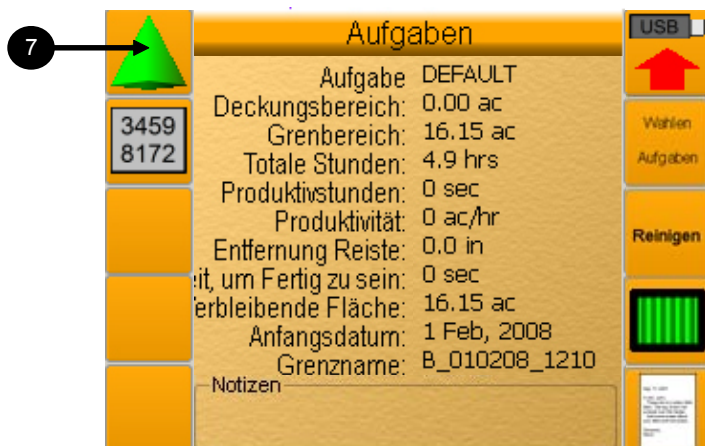 7
Aufgaben
USB
Aufgabe DEFAULT
Deckungsbereich: 0.00 ac
3459
8172
Grenbereich: 16.15 ac
Wahlen
Aufgaben
Totale Stunden: 4.9 hrs
Produktivstunden: 0 sec
Produktivität: 0 ac/hr
Reinigen
Entfernung Reiste: 0.0 in
it, um Fertig zu sein: 0 sec
erbleibende Fläche: 16.15 ac
Anfangsdatum: 1 Feb, 2008
Grenzname: B_010208_1210
Notizen